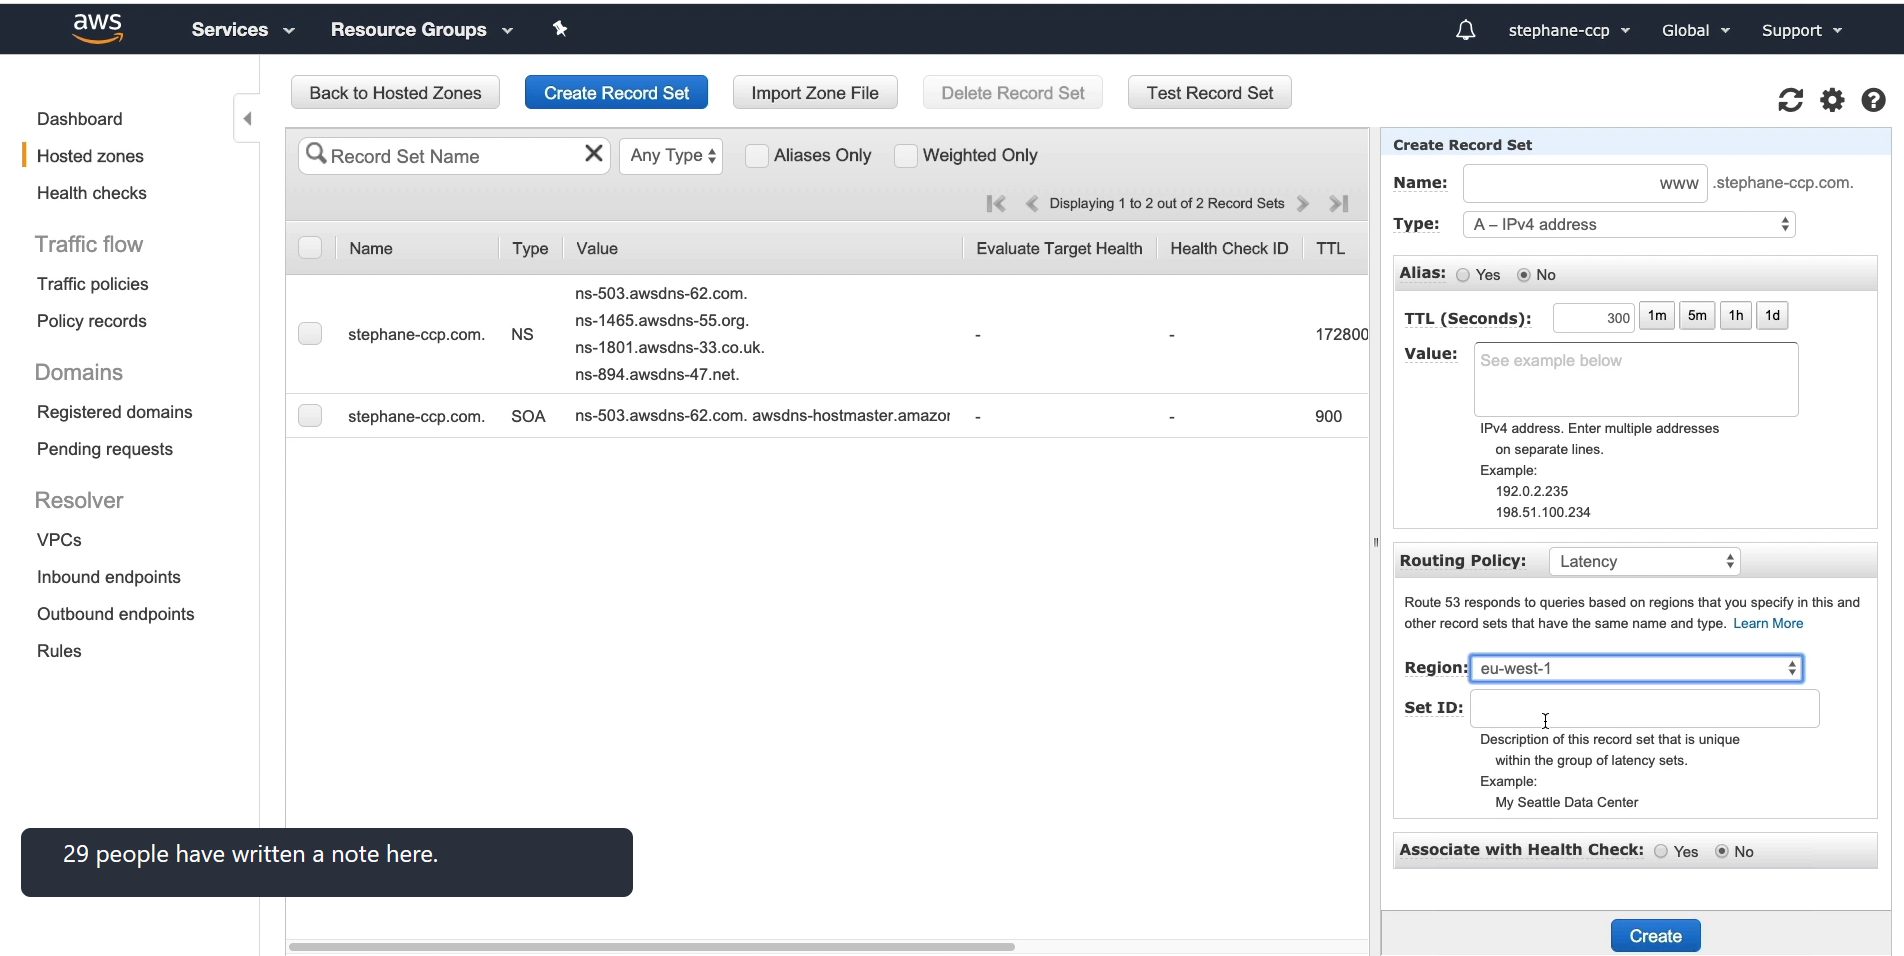 aws
Services
Resource Groups
stephane-ccp
Global
Support
Dashboard
Hosted zones
Health checks
Traffic flow
Traffic policies
Policy records
Domains
Registered domains
Pending requests
Resolver
VPCs
Inbound endpoints
Outbound endpoints
Rules
Back to Hosted Zones
Create Record Set
Import Zone File
Delete Record Set
Test Record Set
Record Set Name
Any Type
Aliases Only
Weighted Only
Displaying 1 to 2 out of 2 Record Sets
Name Type Value Evaluate Target Health Health Check ID TTL
stephane-ccp.com. NS
ns-503.awsdns-62.com.
ns-1465.awsdns-55.org.
ns-1801.awsdns-33.co.uk.
ns-894.awsdns-47.net.
- - 172800
stephane-ccp.com. SOA ns-503.awsdns-62.com. awsdns-hostmaster.amazon - - 900
Create Record Set
Name: www .stephane-ccp.com.
Type: A – IPv4 address
Alias: Yes No
TTL (Seconds): 300 1m 5m 1h 1d
Value: See example below
IPv4 address. Enter multiple addresses
on separate lines.
Example:
192.0.2.235
198.51.100.234
Routing Policy: Latency
Route 53 responds to queries based on regions that you specify in this and
other record sets that have the same name and type. Learn More
Region: eu-west-1
Set ID:
Description of this record set that is unique
within the group of latency sets.
Example:
My Seattle Data Center
Associate with Health Check: Yes No
Create
29 people have written a note here.